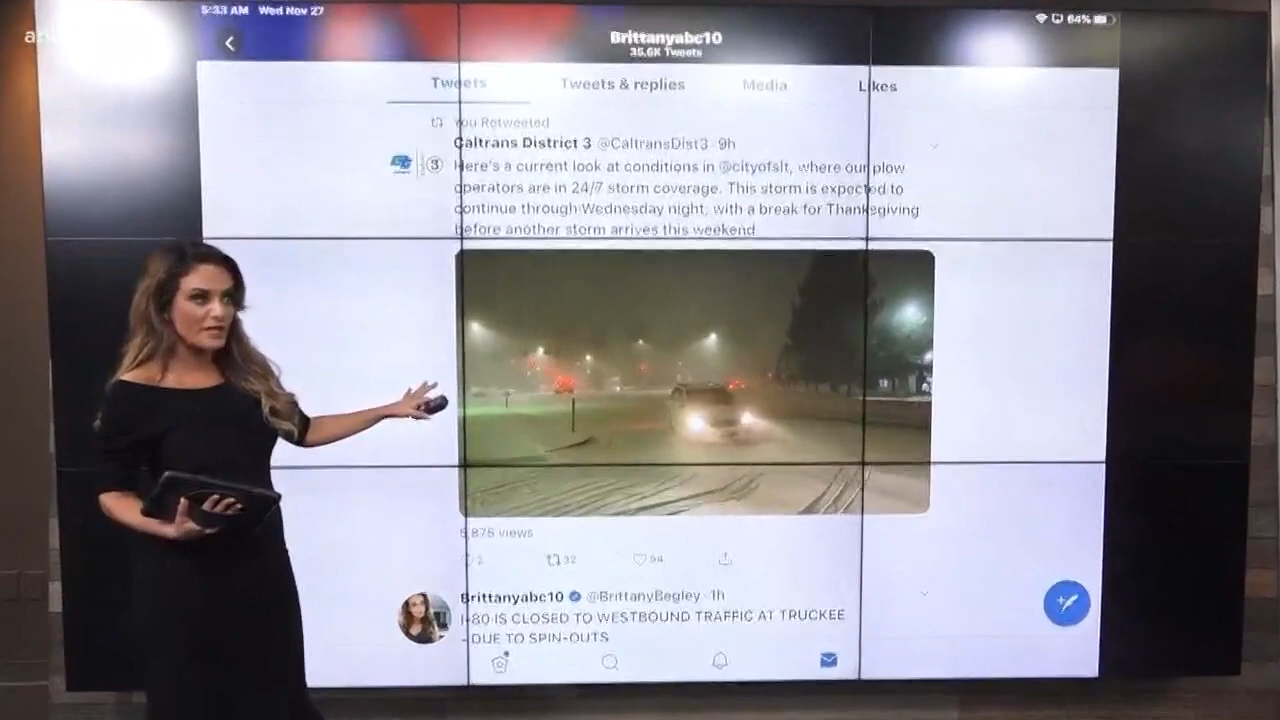 5:33 AM Wed Nov 27
64%
Brittanyabc10
35.6K Tweets
Tweets
Tweets & replies
Media
Likes
You Retweeted
Caltrans District 3 @CaltransDist3 · 9h
Here's a current look at conditions in @cityofslt, where our plow
operators are in 24/7 storm coverage. This storm is expected to
continue through Wednesday night, with a break for Thanksgiving
before another storm arrives this weekend
3
views
2
32
94
Brittanyabc10 @BrittanyBegley · 1h
I-80 IS CLOSED TO WESTBOUND TRAFFIC AT TRUCKEE
- DUE TO SPIN-OUTS